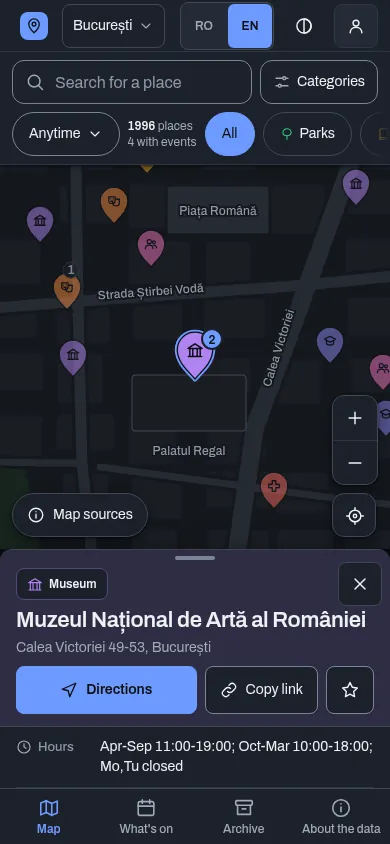 București
RO
EN
Search for a place
Categories
Anytime
1996 places
4 with events
All
Parks
Piața Română
1
Strada Știrbei Vodă
2
Calea Victoriei
Palatul Regal
+
−
Map sources
Museum
Muzeul Național de Artă al României
Calea Victoriei 49-53, București
Directions
Copy link
Hours
Apr-Sep 11:00-19:00; Oct-Mar 10:00-18:00;
Mo,Tu closed
Map
What's on
Archive
About the data